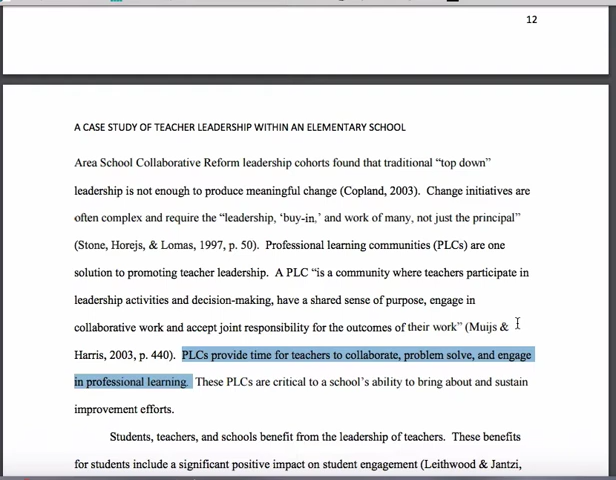 12
A CASE STUDY OF TEACHER LEADERSHIP WITHIN AN ELEMENTARY SCHOOL
Area School Collaborative Reform leadership cohorts found that traditional “top down”
leadership is not enough to produce meaningful change (Copland, 2003).  Change initiatives are
often complex and require the “leadership, ‘buy-in,’ and work of many, not just the principal”
(Stone, Horejs, & Lomas, 1997, p. 50).  Professional learning communities (PLCs) are one
solution to promoting teacher leadership.  A PLC “is a community where teachers participate in
leadership activities and decision-making, have a shared sense of purpose, engage in
collaborative work and accept joint responsibility for the outcomes of their work” (Muijs &
Harris, 2003, p. 440).  PLCs provide time for teachers to collaborate, problem solve, and engage
in professional learning.  These PLCs are critical to a school’s ability to bring about and sustain
improvement efforts.
Students, teachers, and schools benefit from the leadership of teachers.  These benefits
for students include a significant positive impact on student engagement (Leithwood & Jantzi,